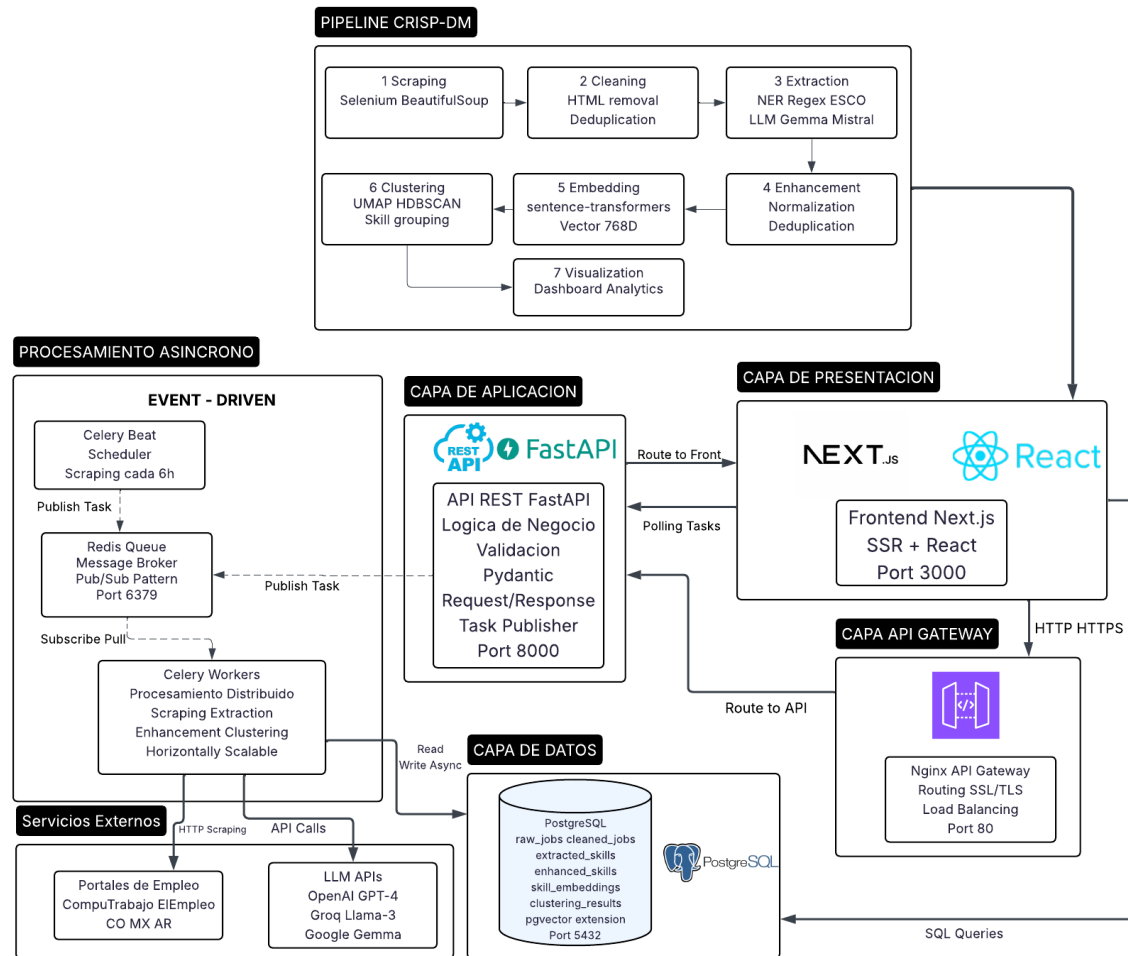 PIPELINE CRISP-DM
1 Scraping
Selenium BeautifulSoup
2 Cleaning
HTML removal
Deduplication
3 Extraction
NER Regex ESCO
LLM Gemma Mistral
6 Clustering
UMAP HDBSCAN
Skill grouping
5 Embedding
sentence-transformers
Vector 768D
4 Enhancement
Normalization
Deduplication
7 Visualization
Dashboard Analytics
PROCESAMIENTO ASINCRONO
EVENT - DRIVEN
Celery Beat
Scheduler
Scraping cada 6h
Publish Task
Redis Queue
Message Broker
Pub/Sub Pattern
Port 6379
Subscribe Pull
Celery Workers
Procesamiento Distribuido
Scraping Extraction
Enhancement Clustering
Horizontally Scalable
Publish Task
CAPA DE APLICACION
REST
API
FastAPI
API REST FastAPI
Logica de Negocio
Validacion
Pydantic
Request/Response
Task Publisher
Port 8000
Route to Front
Polling Tasks
CAPA DE PRESENTACION
NEXT.JS
React
Frontend Next.js
SSR + React
Port 3000
HTTP HTTPS
CAPA API GATEWAY
Nginx API Gateway
Routing SSL/TLS
Load Balancing
Port 80
Route to API
Read
Write Async
CAPA DE DATOS
PostgreSQL
raw_jobs cleaned_jobs
extracted_skills
enhanced_skills
skill_embeddings
clustering_results
pgvector extension
Port 5432
PostgreSQL
SQL Queries
Servicios Externos
HTTP Scraping
API Calls
Portales de Empleo
CompuTrabajo ElEmpleo
CO MX AR
LLM APIs
OpenAI GPT-4
Groq Llama-3
Google Gemma